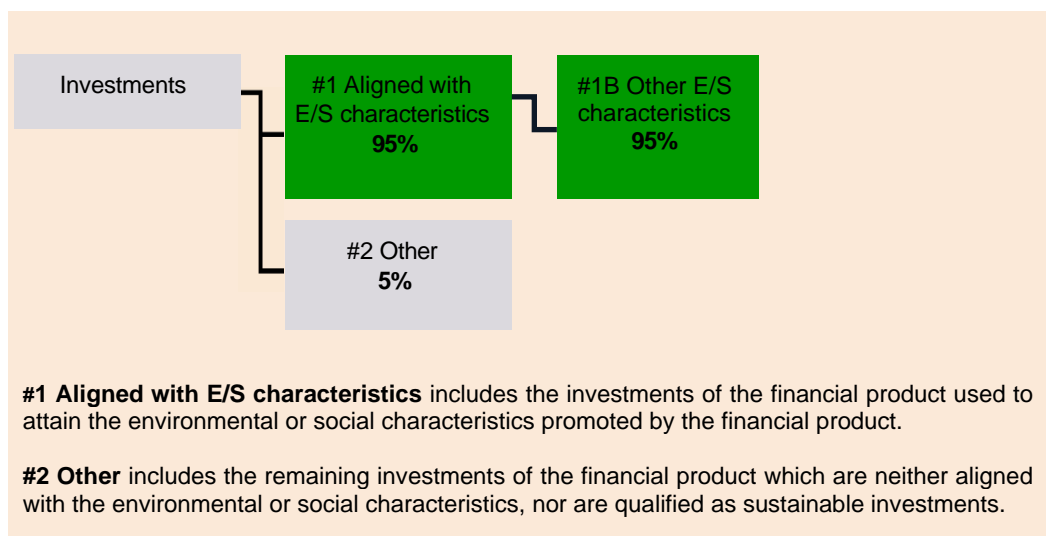 Investments
#1 Aligned with
E/S characteristics
95%
#1B Other E/S
characteristics
95%
#2 Other
5%
#1 Aligned with E/S characteristics includes the investments of the financial product used to
attain the environmental or social characteristics promoted by the financial product.
#2 Other includes the remaining investments of the financial product which are neither aligned
with the environmental or social characteristics, nor are qualified as sustainable investments.